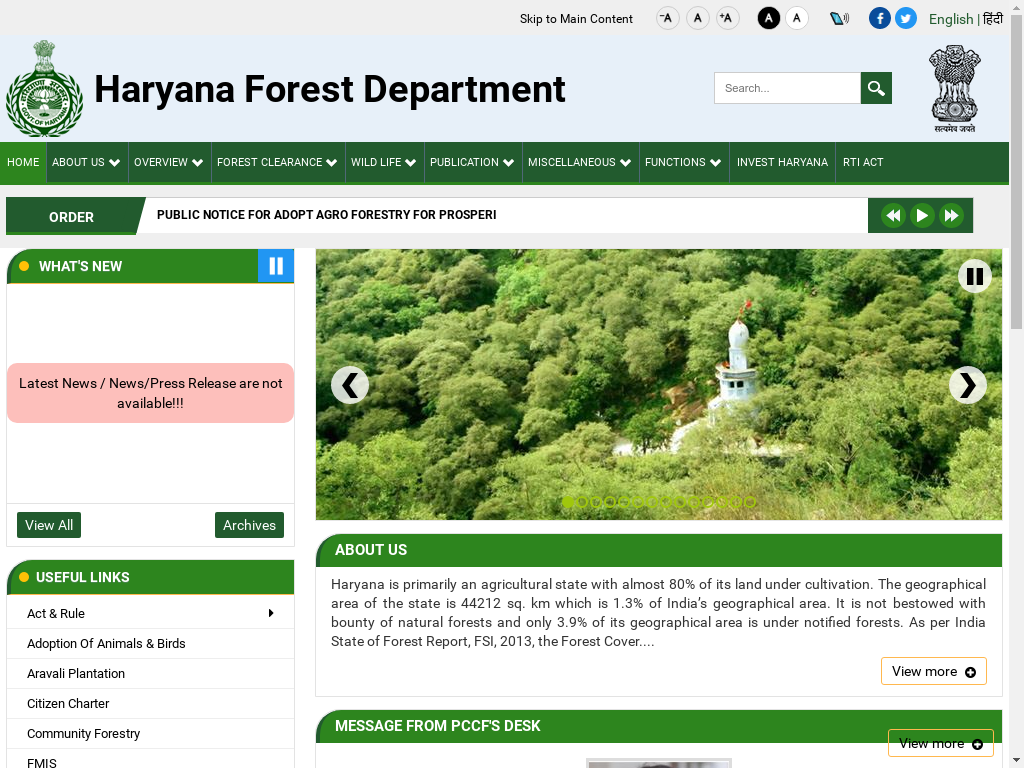 Skip to Main Content
-A
A
+A
A
A
English | हिंदी
GOVT. OF HARYANA
Haryana Forest Department
Search...
सत्यमेव जयते
HOME
ABOUT US
OVERVIEW
FOREST CLEARANCE
WILD LIFE
PUBLICATION
MISCELLANEOUS
FUNCTIONS
INVEST HARYANA
RTI ACT
ORDER
PUBLIC NOTICE FOR ADOPT AGRO FORESTRY FOR PROSPERI
WHAT'S NEW
Latest News / News/Press Release are not
available!!!
View All
Archives
USEFUL LINKS
Act & Rule
Adoption Of Animals & Birds
Aravali Plantation
Citizen Charter
Community Forestry
FMIS
ABOUT US
Haryana is primarily an agricultural state with almost 80% of its land under cultivation. The geographical
area of the state is 44212 sq. km which is 1.3% of India’s geographical area. It is not bestowed with
bounty of natural forests and only 3.9% of its geographical area is under notified forests. As per India
State of Forest Report, FSI, 2013, the Forest Cover....
View more
MESSAGE FROM PCCF'S DESK
View more